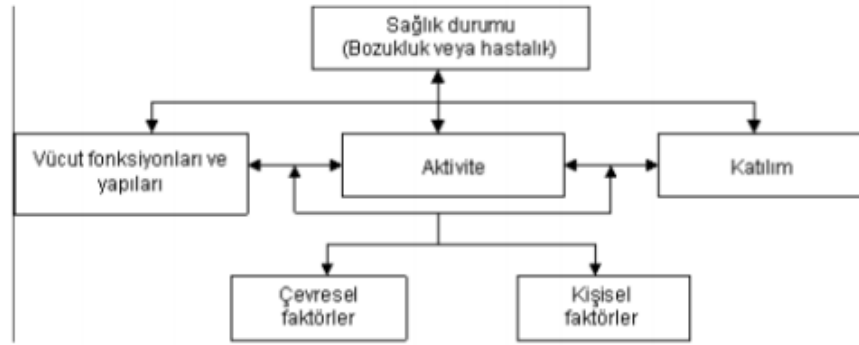 Sağlık durumu
(Bozukluk veya hastalık)
Vücut fonksiyonları ve
yapıları
Aktivite
Katılım
Çevresel
faktörler
Kişisel
faktörler